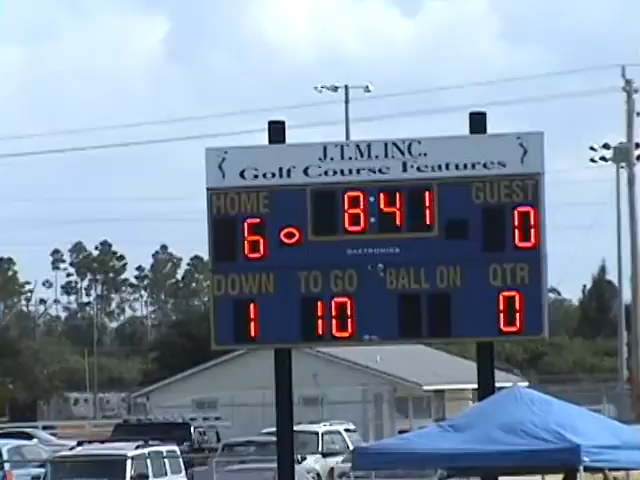 J.T.M.INC.
Golf Course Features
HOME 8:41 GUEST
6 0
DAKTRONICS
DOWN TO GO BALL ON QTR
1 10 0